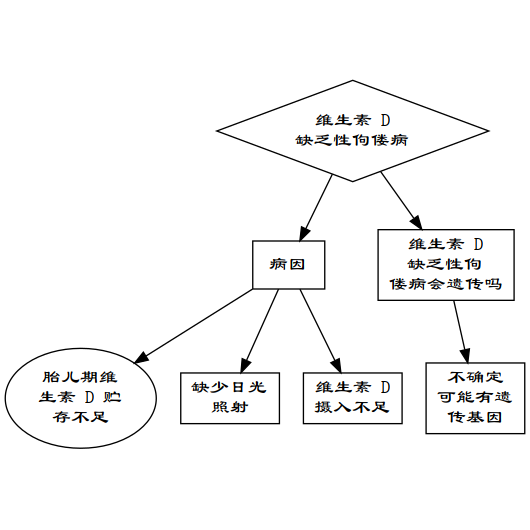 维生素 D
缺乏性佝偻病
病因
维生素 D
缺乏性佝
偻病会遗传吗
胎儿期维
生素 D 贮
存不足
缺少日光
照射
维生素 D
摄入不足
不确定
可能有遗
传基因